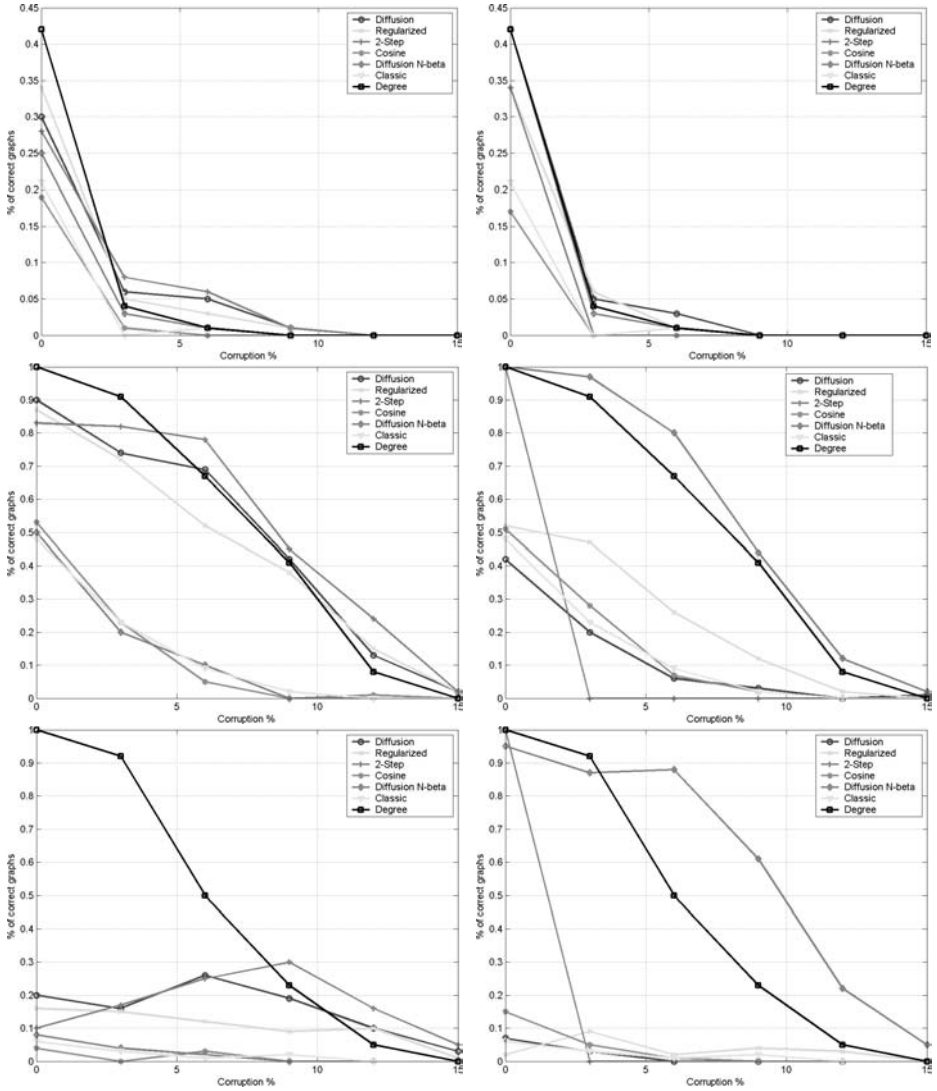 0.45
0.4
0.35
0.3
0.25
0.2
0.15
0.1
0.05
0
% of correct graphs
0 5 10 15
Corruption %
Diffusion
Regularized
2-Step
Cosine
Diffusion N-beta
Classic
Degree
0.45
0.4
0.35
0.3
0.25
0.2
0.15
0.1
0.05
0
% of correct graphs
0 5 10 15
Corruption %
Diffusion
Regularized
2-Step
Cosine
Diffusion N-beta
Classic
Degree
1
0.9
0.8
0.7
0.6
0.5
0.4
0.3
0.2
0.1
0
% of correct graphs
0 5 10 15
Corruption %
Diffusion
Regularized
2-Step
Cosine
Diffusion N-beta
Classic
Degree
1
0.9
0.8
0.7
0.6
0.5
0.4
0.3
0.2
0.1
0
% of correct graphs
0 5 10 15
Corruption %
Diffusion
Regularized
2-Step
Cosine
Diffusion N-beta
Classic
Degree
1
0.9
0.8
0.7
0.6
0.5
0.4
0.3
0.2
0.1
0
% of correct graphs
0 5 10 15
Corruption %
Diffusion
Regularized
2-Step
Cosine
Diffusion N-beta
Classic
Degree
1
0.9
0.8
0.7
0.6
0.5
0.4
0.3
0.2
0.1
0
% of correct graphs
0 5 10 15
Corruption %
Diffusion
Regularized
2-Step
Cosine
Diffusion N-beta
Classic
Degree